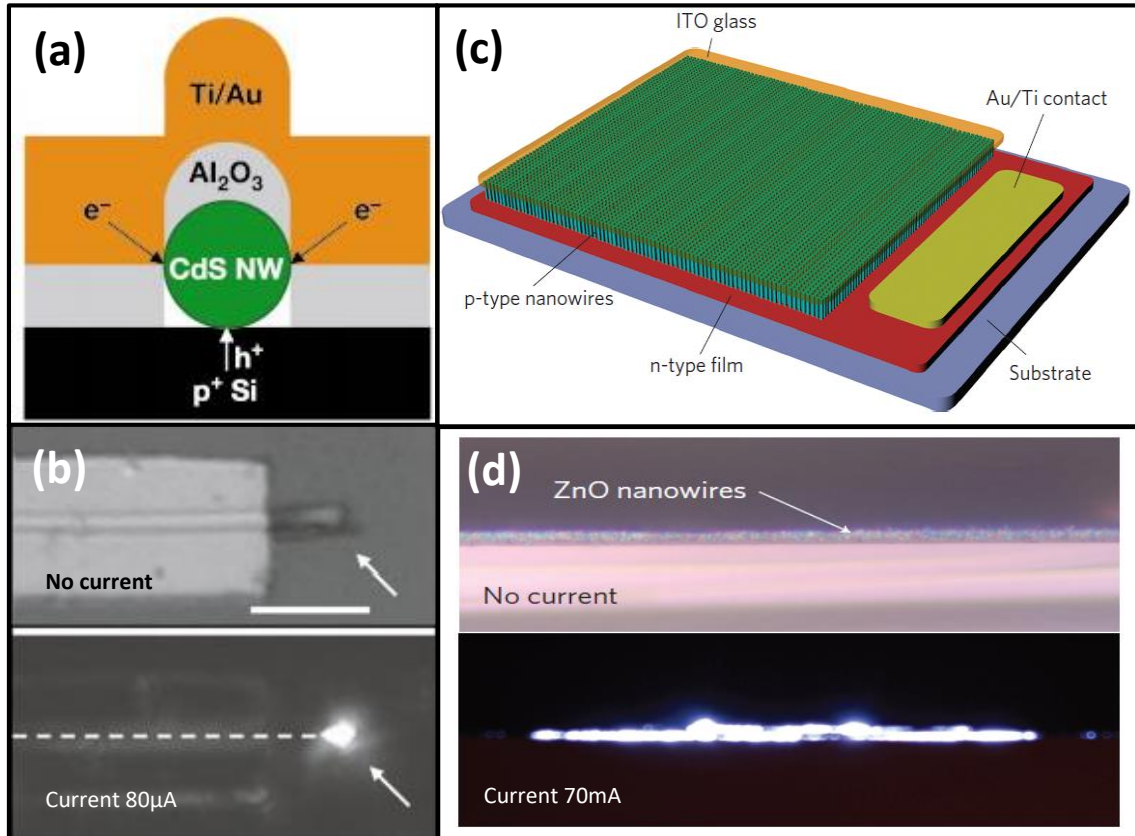 (a)
Ti/Au
Al₂O₃
e⁻
e⁻
CdS NW
h⁺
p⁺ Si
(c)
ITO glass
Au/Ti contact
p-type nanowires
n-type film
Substrate
(b)
No current
Current 80μA
(d)
ZnO nanowires
No current
Current 70mA